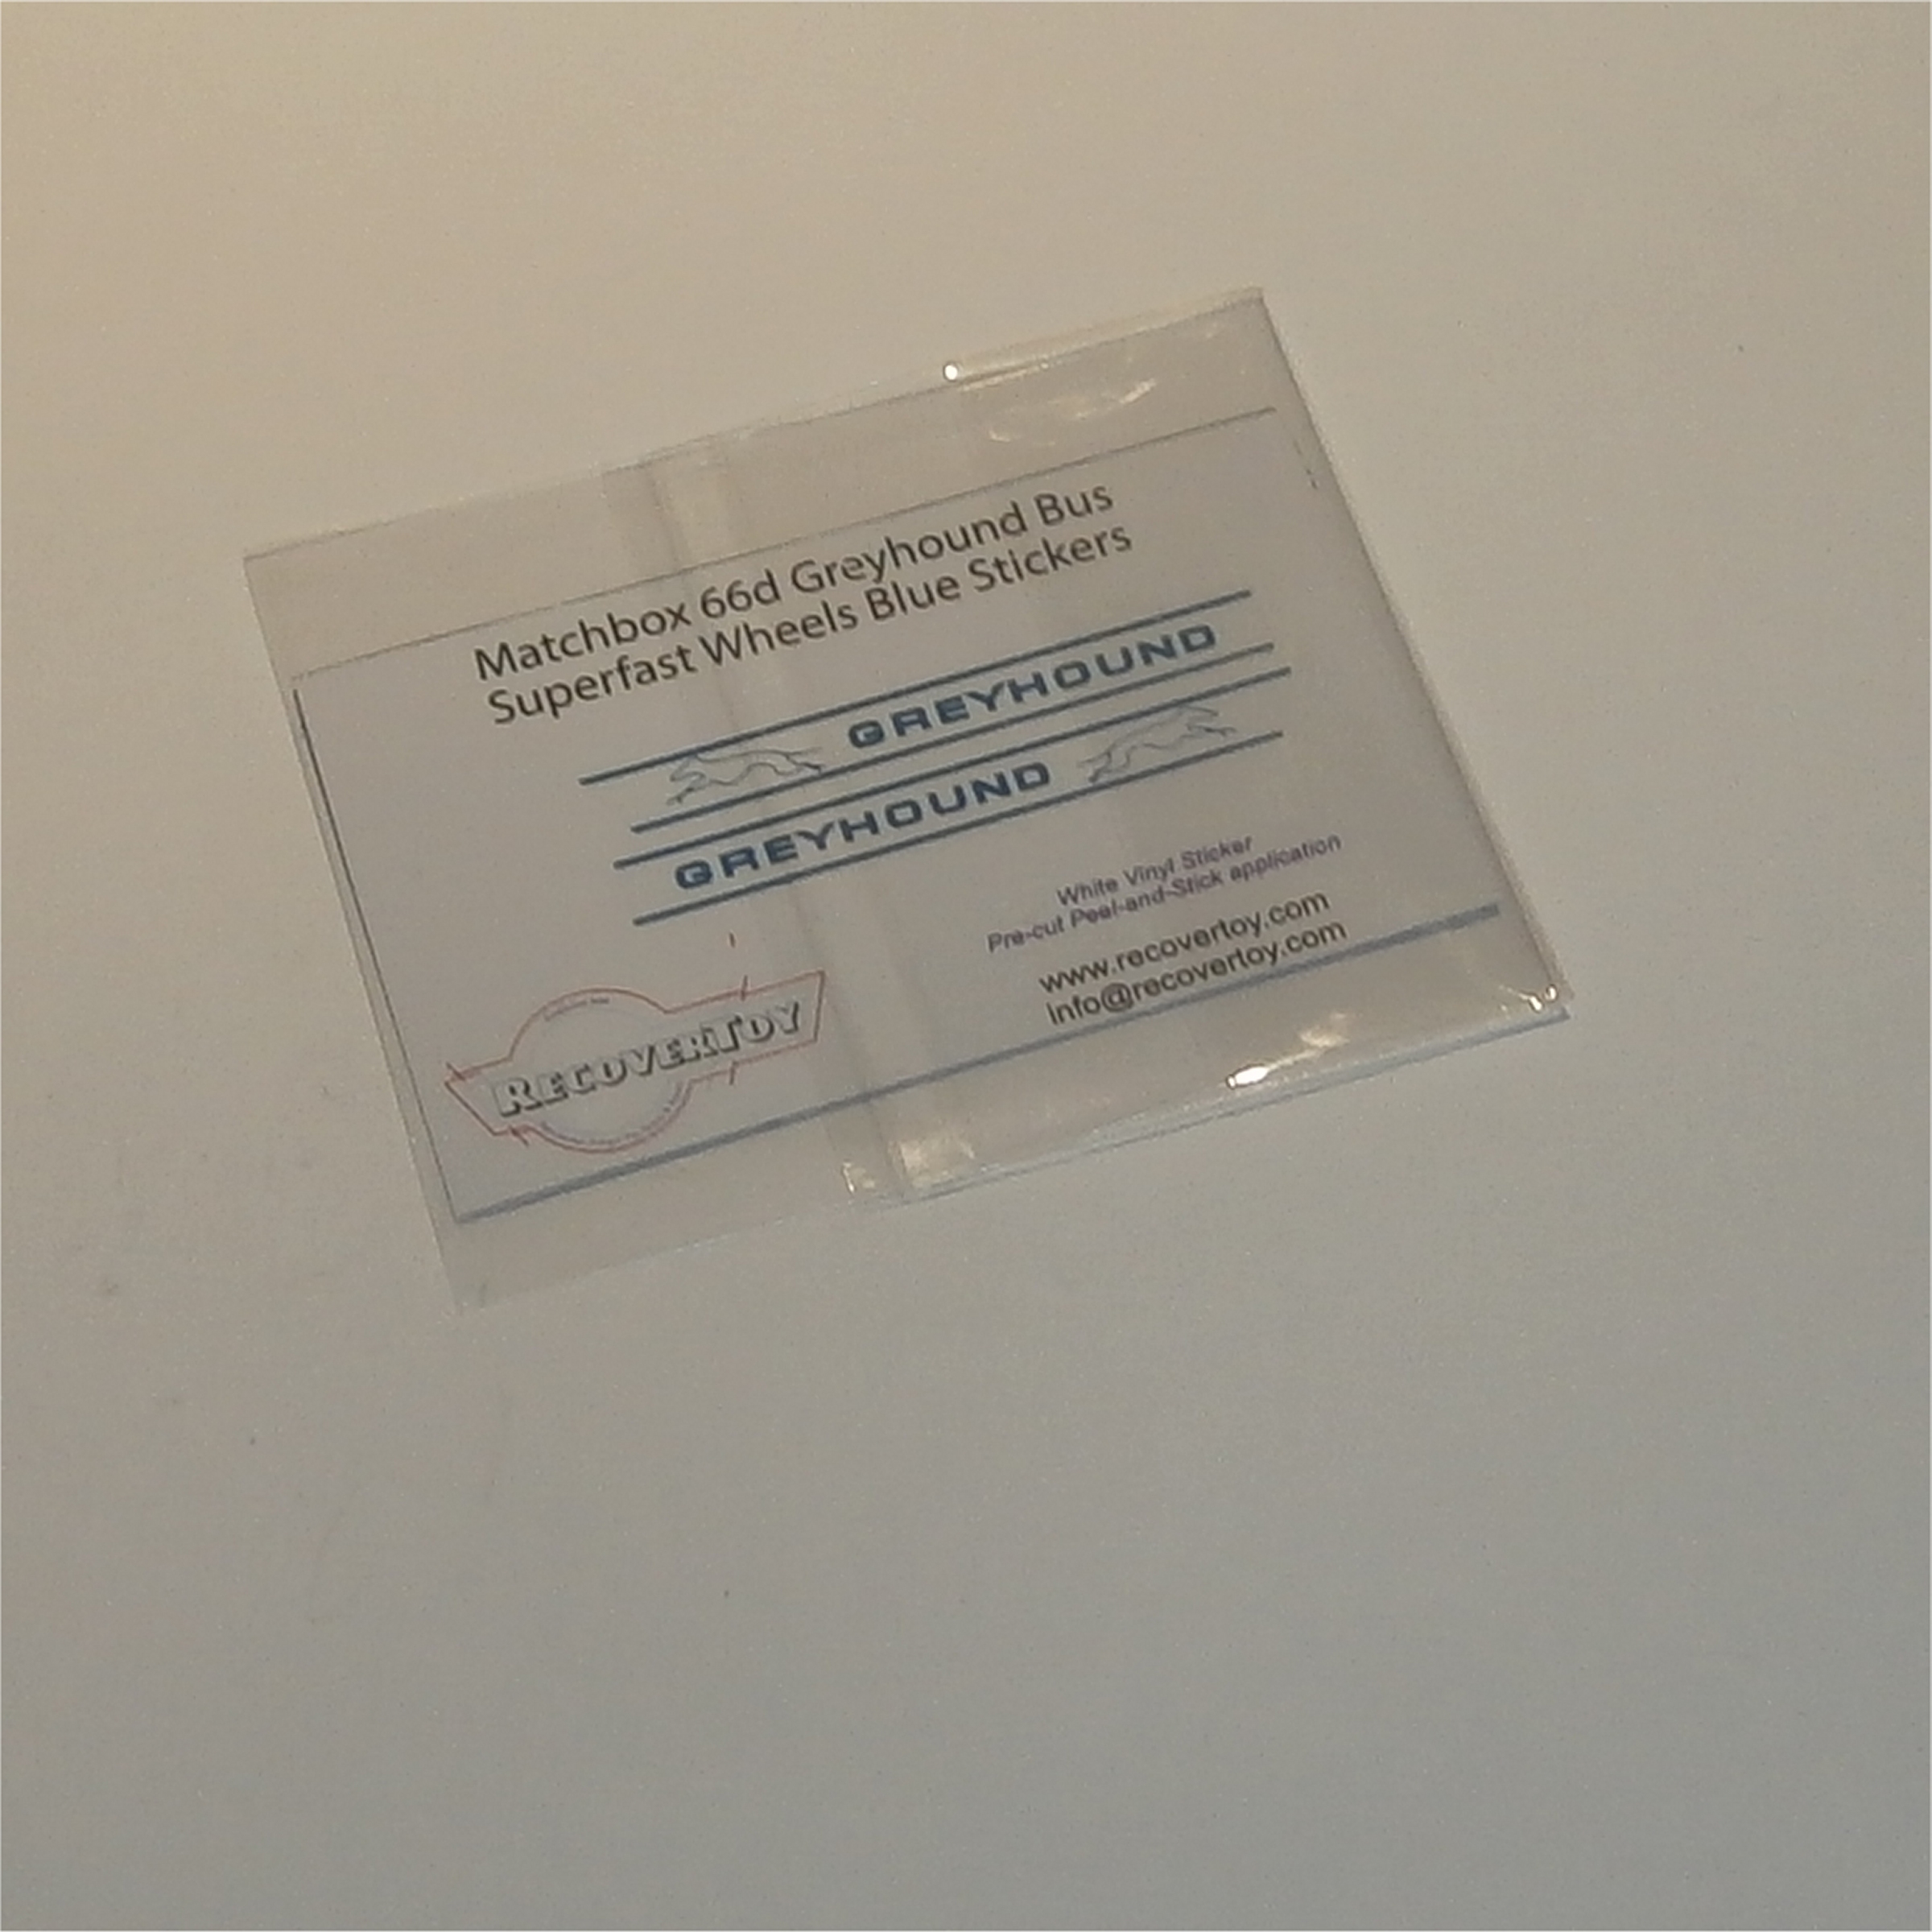 Matchbox 66d Greyhound Bus
Superfast Wheels Blue Stickers
GREYHOUND
GREYHOUND
White Vinyl Sticker
Pre-cut Peel-and-Stick application
www.recovertoy.com
info@recovertoy.com
RECOVERTOY